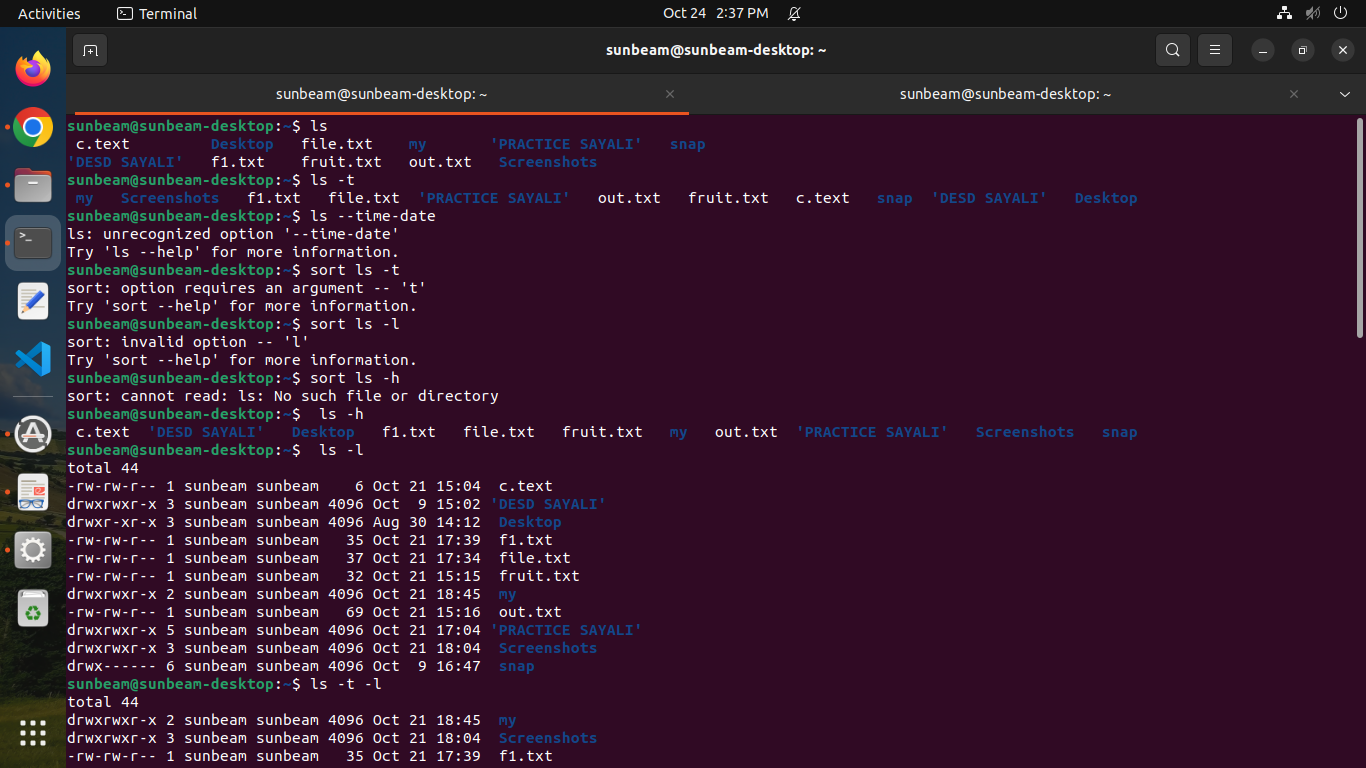 Activities Terminal Oct 24 2:37 PM
sunbeam@sunbeam-desktop: ~
sunbeam@sunbeam-desktop: ~ sunbeam@sunbeam-desktop: ~
sunbeam@sunbeam-desktop:~$ ls
 c.text         Desktop   file.txt    my       'PRACTICE SAYALI'   snap
'DESD SAYALI'   f1.txt    fruit.txt   out.txt   Screenshots
sunbeam@sunbeam-desktop:~$ ls -t
 my   Screenshots   f1.txt   file.txt  'PRACTICE SAYALI'   out.txt   fruit.txt   c.text   snap  'DESD SAYALI'   Desktop
sunbeam@sunbeam-desktop:~$ ls --time-date
ls: unrecognized option '--time-date'
Try 'ls --help' for more information.
sunbeam@sunbeam-desktop:~$ sort ls -t
sort: option requires an argument -- 't'
Try 'sort --help' for more information.
sunbeam@sunbeam-desktop:~$ sort ls -l
sort: invalid option -- 'l'
Try 'sort --help' for more information.
sunbeam@sunbeam-desktop:~$ sort ls -h
sort: cannot read: ls: No such file or directory
sunbeam@sunbeam-desktop:~$  ls -h
 c.text  'DESD SAYALI'   Desktop   f1.txt   file.txt   fruit.txt   my   out.txt  'PRACTICE SAYALI'   Screenshots   snap
sunbeam@sunbeam-desktop:~$  ls -l
total 44
-rw-rw-r-- 1 sunbeam sunbeam    6 Oct 21 15:04  c.text
drwxrwxr-x 3 sunbeam sunbeam 4096 Oct  9 15:02 'DESD SAYALI'
drwxr-xr-x 3 sunbeam sunbeam 4096 Aug 30 14:12  Desktop
-rw-rw-r-- 1 sunbeam sunbeam   35 Oct 21 17:39  f1.txt
-rw-rw-r-- 1 sunbeam sunbeam   37 Oct 21 17:34  file.txt
-rw-rw-r-- 1 sunbeam sunbeam   32 Oct 21 15:15  fruit.txt
drwxrwxr-x 2 sunbeam sunbeam 4096 Oct 21 18:45  my
-rw-rw-r-- 1 sunbeam sunbeam   69 Oct 21 15:16  out.txt
drwxrwxr-x 5 sunbeam sunbeam 4096 Oct 21 17:04 'PRACTICE SAYALI'
drwxrwxr-x 3 sunbeam sunbeam 4096 Oct 21 18:04  Screenshots
drwx------ 6 sunbeam sunbeam 4096 Oct  9 16:47  snap
sunbeam@sunbeam-desktop:~$ ls -t -l
total 44
drwxrwxr-x 2 sunbeam sunbeam 4096 Oct 21 18:45  my
drwxrwxr-x 3 sunbeam sunbeam 4096 Oct 21 18:04  Screenshots
-rw-rw-r-- 1 sunbeam sunbeam   35 Oct 21 17:39  f1.txt